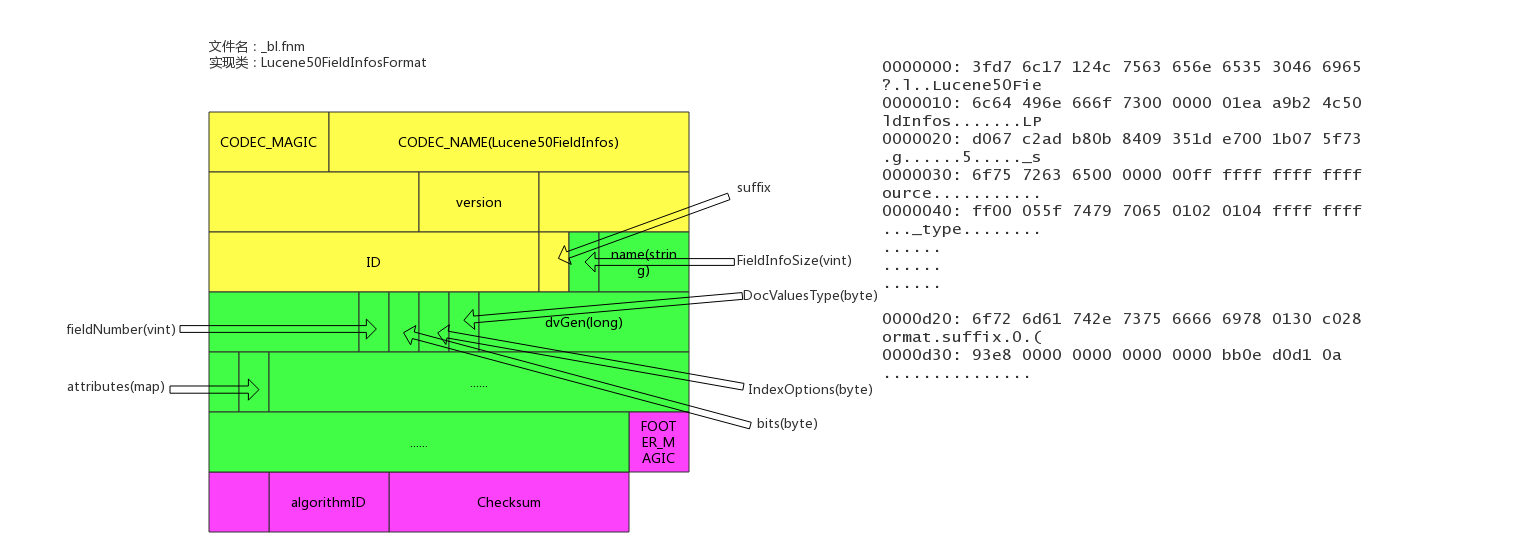 文件名：_bl.fnm
实现类：Lucene50FieldInfosFormat
CODEC_MAGIC
CODEC_NAME(Lucene50FieldInfos)
version
suffix
ID
name(strin
g)
FieldInfoSize(vint)
DocValuesType(byte)
fieldNumber(vint)
dvGen(long)
attributes(map)
......
IndexOptions(byte)
bits(byte)
......
FOOT
ER_M
AGIC
algorithmID
Checksum
0000000: 3fd7 6c17 124c 7563 656e 6535 3046 6965
?.l..Lucene50Fie
0000010: 6c64 496e 666f 7300 0000 01ea a9b2 4c50
ldInfos.......LP
0000020: d067 c2ad b80b 8409 351d e700 1b07 5f73
.g......5....._s
0000030: 6f75 7263 6500 0000 00ff ffff ffff ffff
ource...........
0000040: ff00 055f 7479 7065 0102 0104 ffff ffff
..._type........
......
......
......
0000d20: 6f72 6d61 742e 7375 6666 6978 0130 c028
ormat.suffix.0.(
0000d30: 93e8 0000 0000 0000 0000 bb0e d0d1 0a
...............